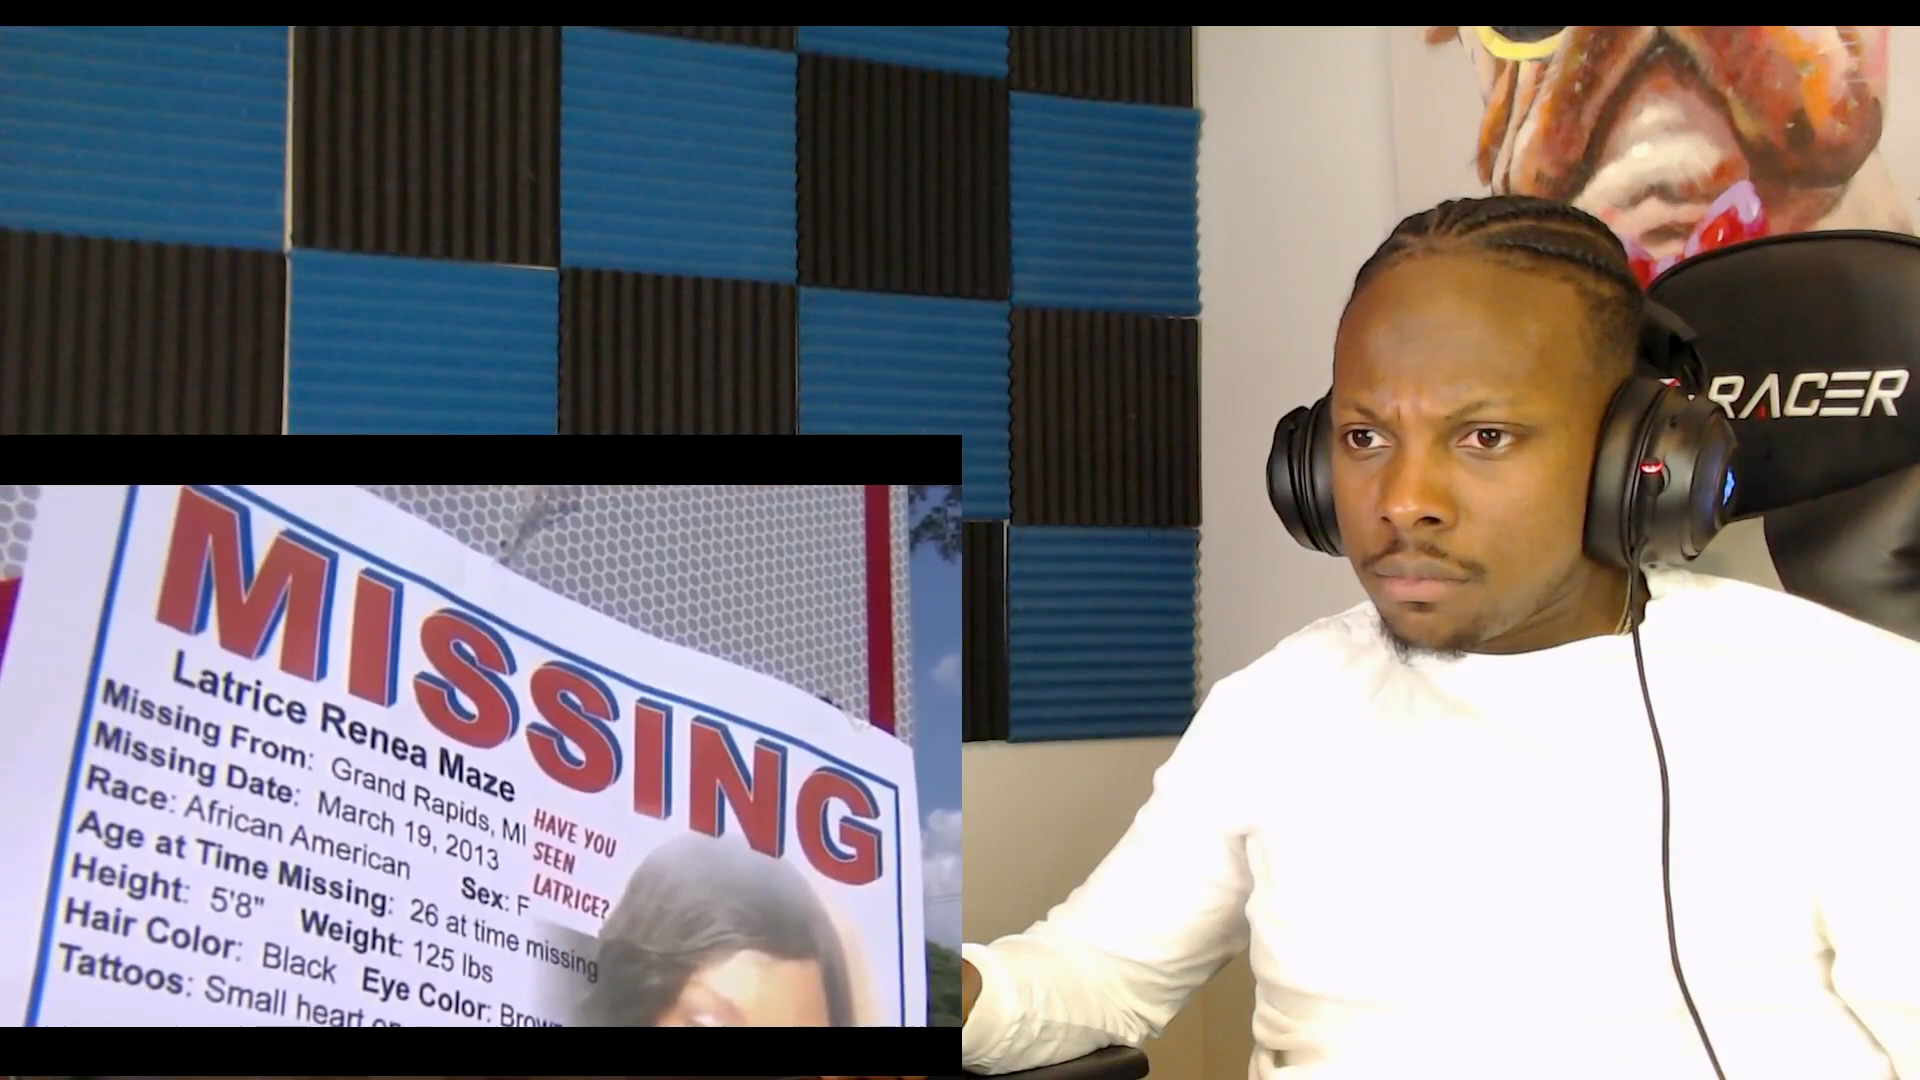 RACER
MISSING
Latrice Renea Maze
Missing From: Grand Rapids, MI
Missing Date: March 19, 2013
Race: African American Sex: F
Age at Time Missing: 26 at time missing
Height: 5'8" Weight: 125 lbs
Hair Color: Black Eye Color:
Tattoos: Small heart
HAVE YOU
SEEN
LATRICE?